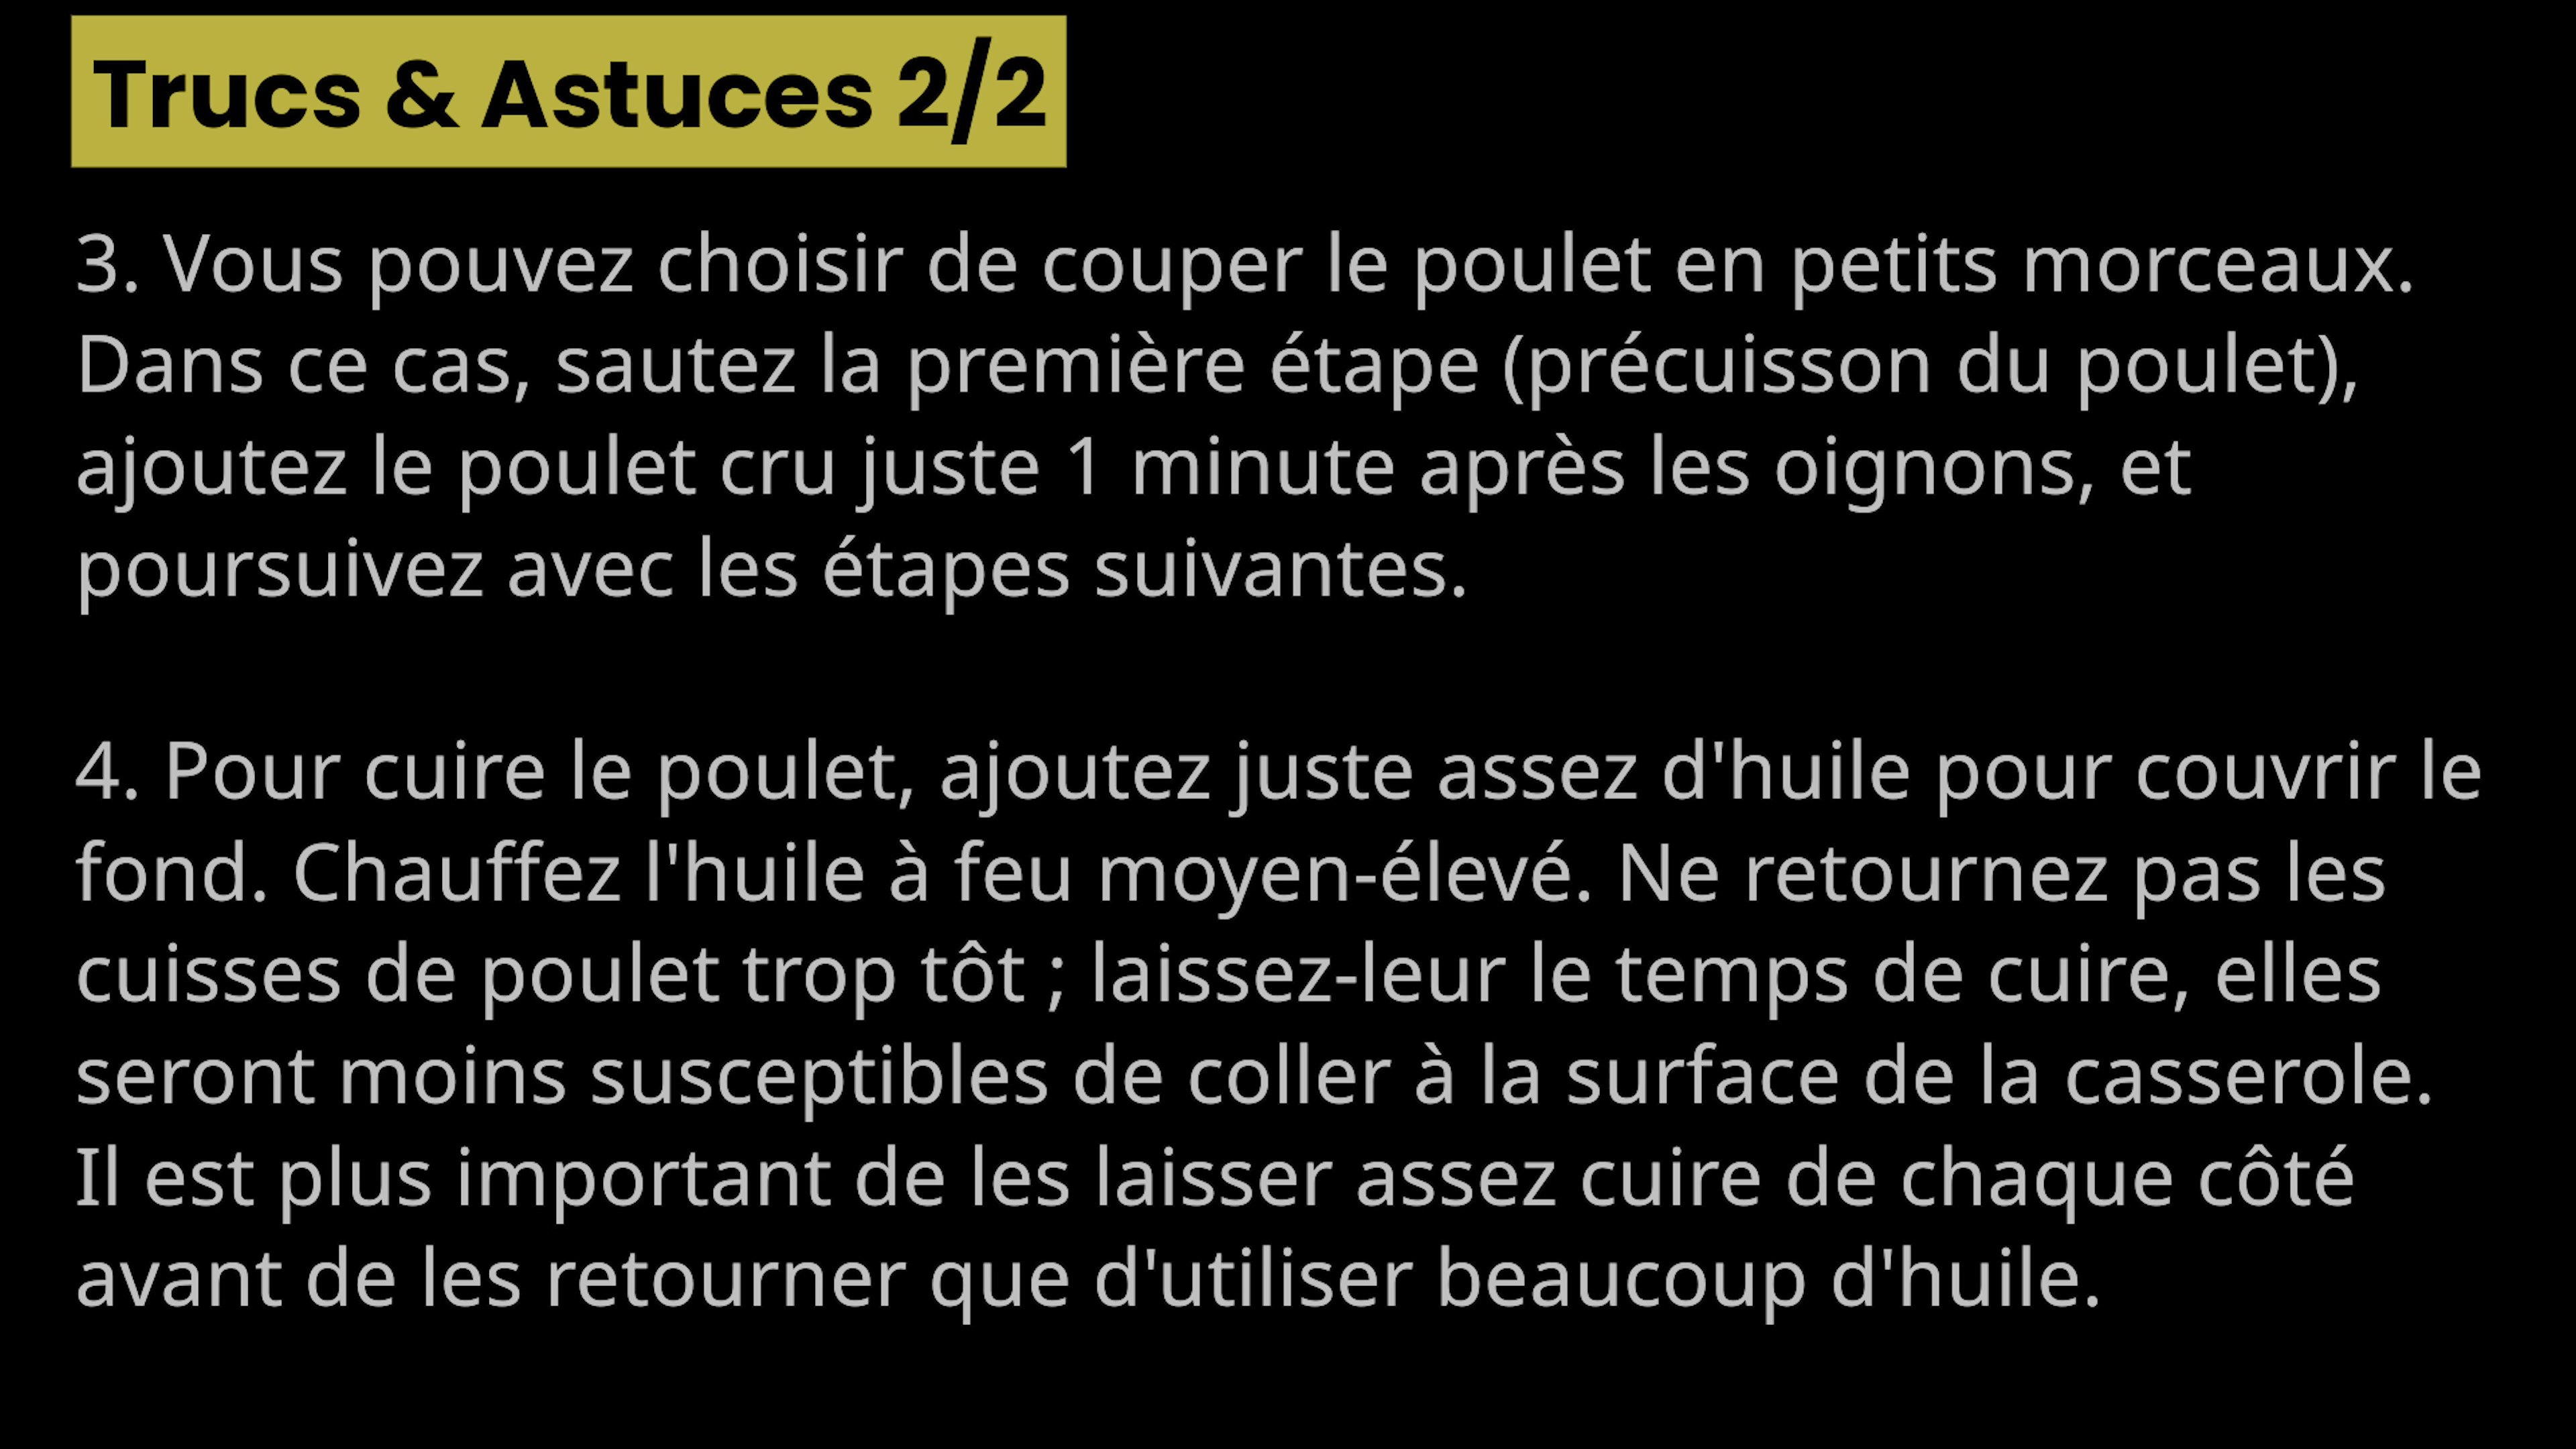 Trucs & Astuces 2/2
3. Vous pouvez choisir de couper le poulet en petits morceaux.
Dans ce cas, sautez la première étape (précuisson du poulet),
ajoutez le poulet cru juste 1 minute après les oignons, et
poursuivez avec les étapes suivantes.
4. Pour cuire le poulet, ajoutez juste assez d'huile pour couvrir le
fond. Chauffez l'huile à feu moyen-élevé. Ne retournez pas les
cuisses de poulet trop tôt ; laissez-leur le temps de cuire, elles
seront moins susceptibles de coller à la surface de la casserole.
Il est plus important de les laisser assez cuire de chaque côté
avant de les retourner que d'utiliser beaucoup d'huile.